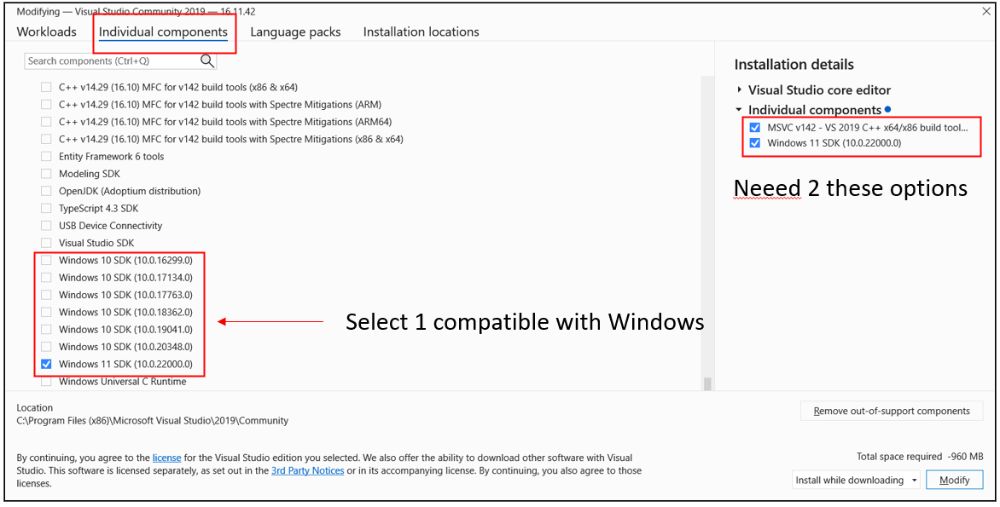 Modifying — Visual Studio Community 2019 — 16.11.42
Workloads Individual components Language packs Installation locations
Search components (Ctrl+Q)
C++ v14.29 (16.10) MFC for v142 build tools (x86 & x64)
C++ v14.29 (16.10) MFC for v142 build tools with Spectre Mitigations (ARM)
C++ v14.29 (16.10) MFC for v142 build tools with Spectre Mitigations (ARM64)
C++ v14.29 (16.10) MFC for v142 build tools with Spectre Mitigations (x86 & x64)
Entity Framework 6 tools
Modeling SDK
OpenJDK (Adoptium distribution)
TypeScript 4.3 SDK
USB Device Connectivity
Visual Studio SDK
Windows 10 SDK (10.0.16299.0)
Windows 10 SDK (10.0.17134.0)
Windows 10 SDK (10.0.17763.0)
Windows 10 SDK (10.0.18362.0)
Windows 10 SDK (10.0.19041.0)
Windows 10 SDK (10.0.20348.0)
Windows 11 SDK (10.0.22000.0)
Windows Universal C Runtime
Select 1 compatible with Windows
Installation details
Visual Studio core editor
Individual components
MSVC v142 - VS 2019 C++ x64/x86 build tool...
Windows 11 SDK (10.0.22000.0)
Neeed 2 these options
Location
C:\Program Files (x86)\Microsoft Visual Studio\2019\Community
Remove out-of-support components
By continuing, you agree to the license for the Visual Studio edition you selected. We also offer the ability to download other software with Visual
Studio. This software is licensed separately, as set out in the 3rd Party Notices or in its accompanying license. By continuing, you also agree to those
licenses.
Total space required -960 MB
Install while downloading
Modify